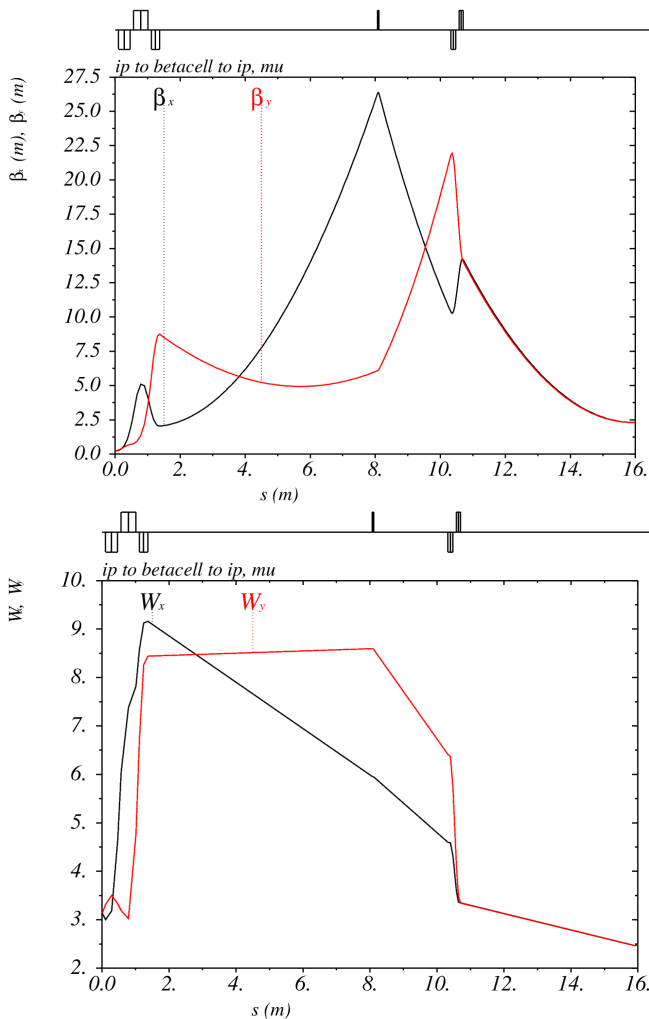 ip to betacell to ip, mu
27.5
25.0
22.5
20.0
17.5
15.0
12.5
10.0
7.5
5.0
2.5
0.0
βx (m), βy (m)
βx
βy
0.0 2. 4. 6. 8. 10. 12. 14. 16.
s (m)
ip to betacell to ip, mu
10.
9.
8.
7.
6.
5.
4.
3.
2.
Wx, Wy
Wx
Wy
0.0 2. 4. 6. 8. 10. 12. 14. 16.
s (m)